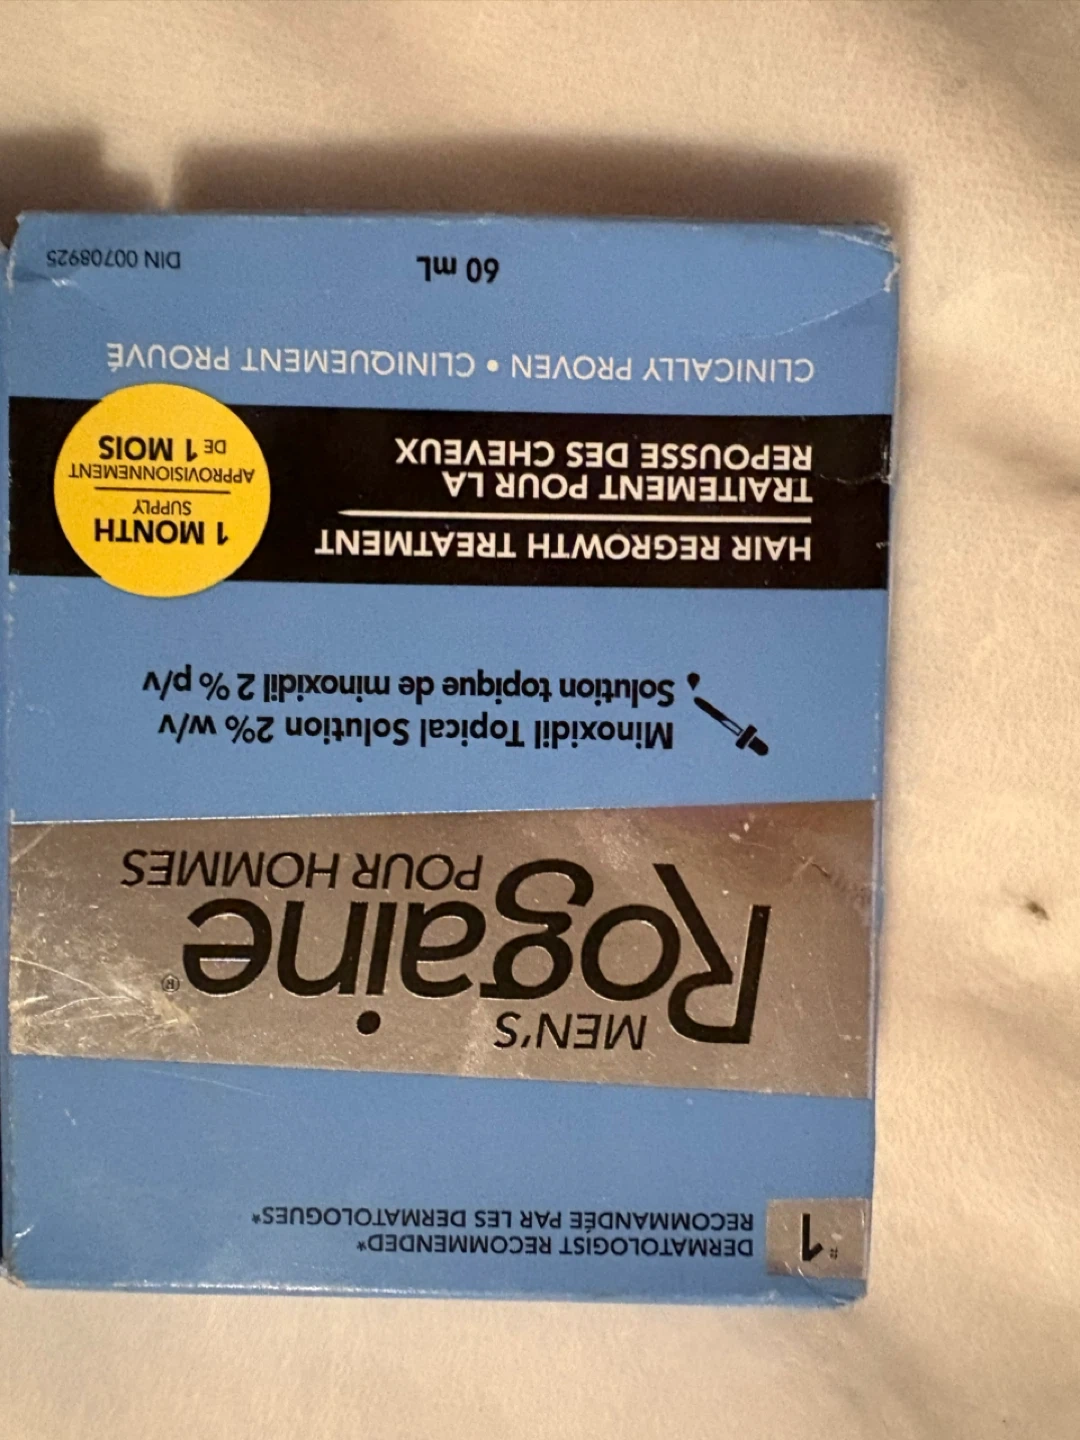 #1
DERMATOLOGIST RECOMMENDED*
RECOMMANDÉE PAR LES DERMATOLOGUES*
MEN'S
Rogaine®
POUR HOMMES
Minoxidil Topical Solution 2% w/v
Solution topique de minoxidil 2 % p/v
HAIR REGROWTH TREATMENT
TRAITEMENT POUR LA
REPOUSSE DES CHEVEUX
1 MONTH
SUPPLY
APPROVISIONNEMENT
DE 1 MOIS
CLINICALLY PROVEN • CLINIQUEMENT PROUVÉ
60 mL
DIN 00708925